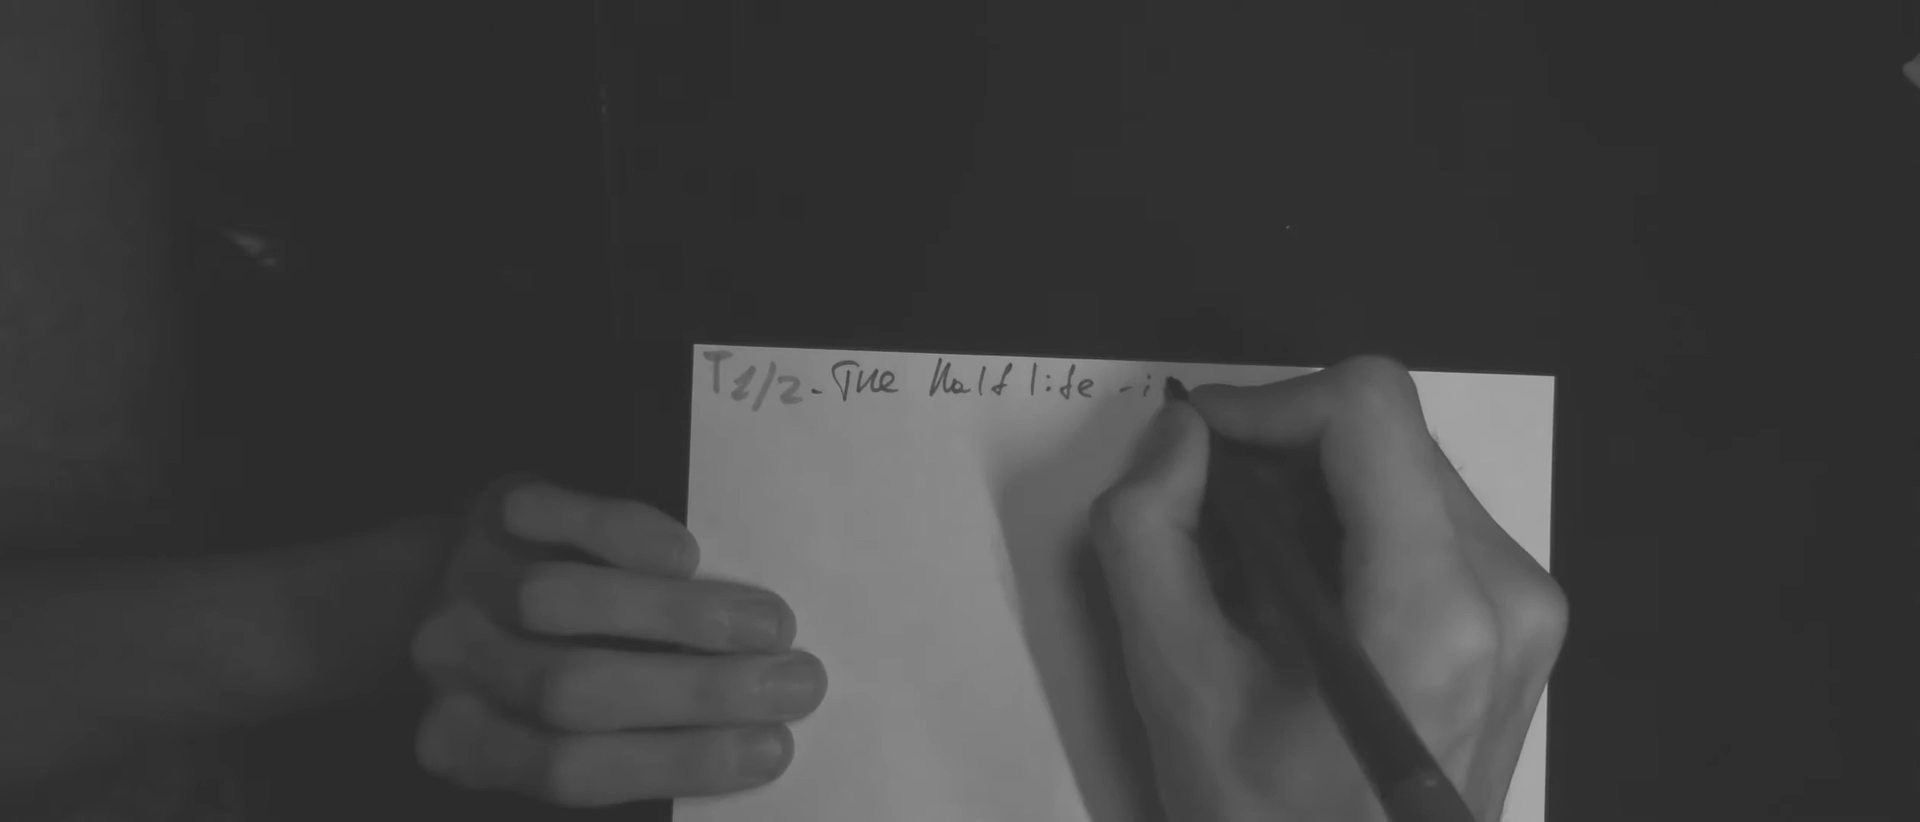 T1/2 - The Half life - i